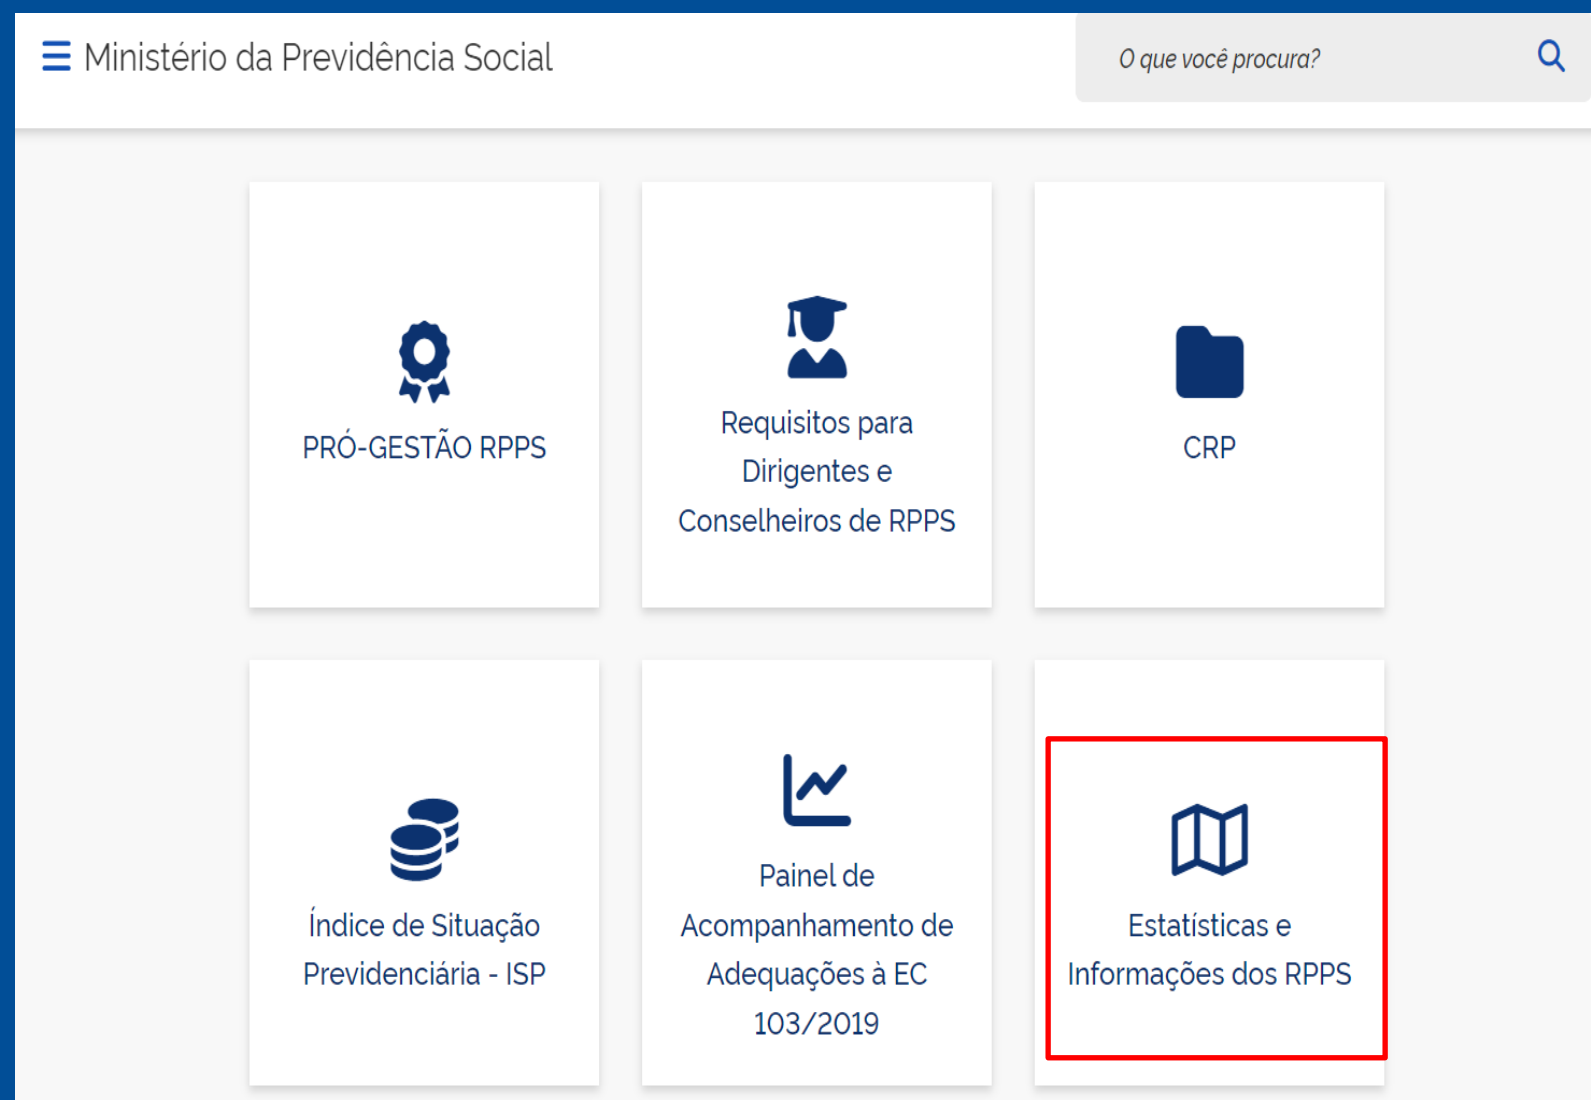 Ministério da Previdência Social
O que você procura?
PRÓ-GESTÃO RPPS
Requisitos para
Dirigentes e
Conselheiros de RPPS
CRP
Índice de Situação
Previdenciária - ISP
Painel de
Acompanhamento de
Adequações à EC
103/2019
Estatísticas e
Informações dos RPPS